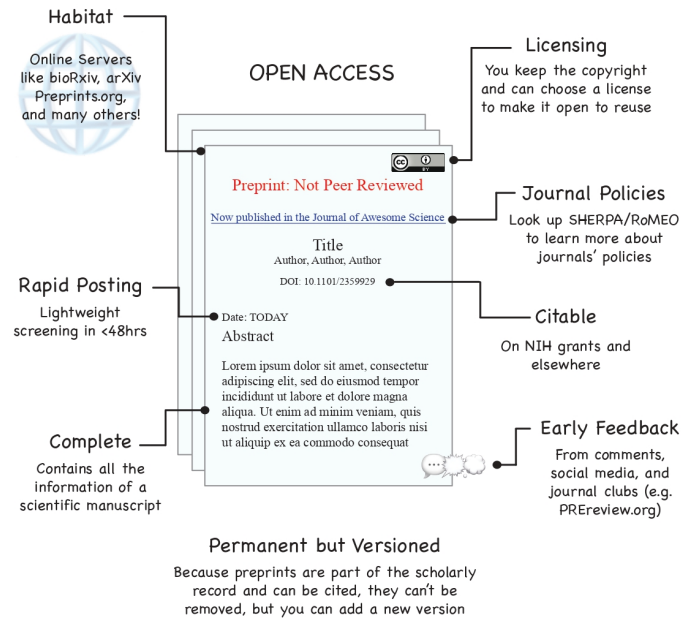 Habitat
Online Servers
like bioRxiv, arXiv
Preprints.org,
and many others!
OPEN ACCESS
Licensing
You keep the copyright
and can choose a license
to make it open to reuse
cc
BY
Preprint: Not Peer Reviewed
Now published in the Journal of Awesome Science
Journal Policies
Look up SHERPA/RoMEO
to learn more about
journals' policies
Title
Author, Author, Author
DOI: 10.1101/2359929
Rapid Posting
Lightweight
screening in <48hrs
Citable
On NIH grants and
elsewhere
Date: TODAY
Abstract
Lorem ipsum dolor sit amet, consectetur
adipiscing elit, sed do eiusmod tempor
incididunt ut labore et dolore magna
aliqua. Ut enim ad minim veniam, quis
nostrud exercitation ullamco laboris nisi
ut aliquip ex ea commodo consequat
Complete
Contains all the
information of a
scientific manuscript
Early Feedback
From comments,
social media, and
journal clubs (e.g.
PREreview.org)
Permanent but Versioned
Because preprints are part of the scholarly
record and can be cited, they can't be
removed, but you can add a new version